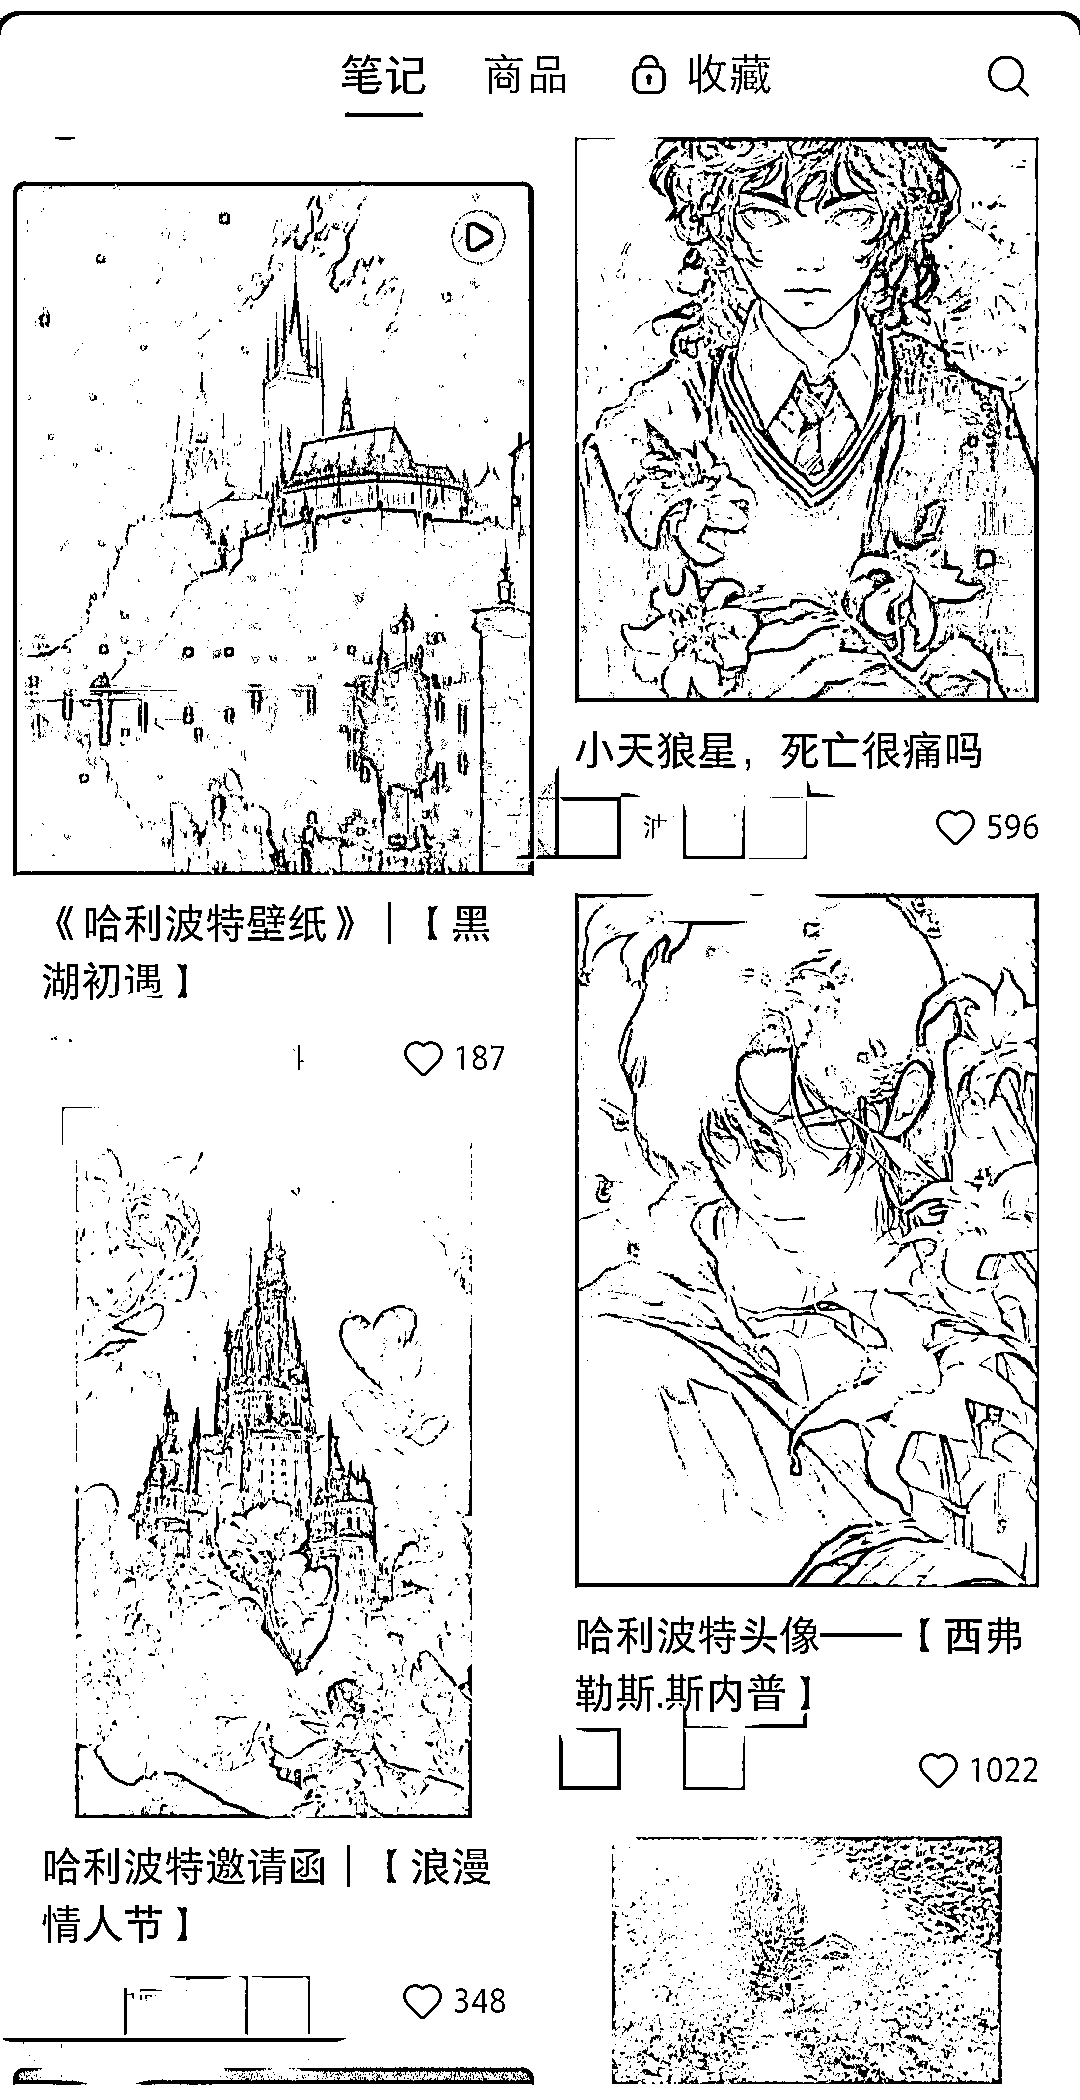 笔记 商品 收藏
小天狼星，死亡很痛吗
596
《哈利波特壁纸》｜【黑
湖初遇】
187
哈利波特头像——【西弗
勒斯.斯内普】
1022
哈利波特邀请函｜【浪漫
情人节】
348